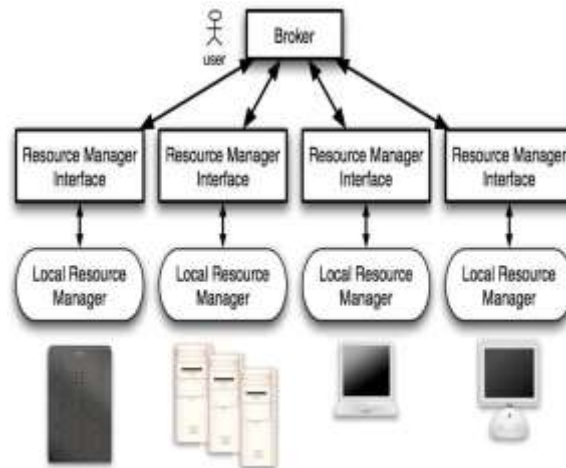 Broker
user
Resource Manager
Interface
Resource Manager
Interface
Resource Manager
Interface
Resource Manager
Interface
Local Resource
Manager
Local Resource
Manager
Local Resource
Manager
Local Resource
Manager